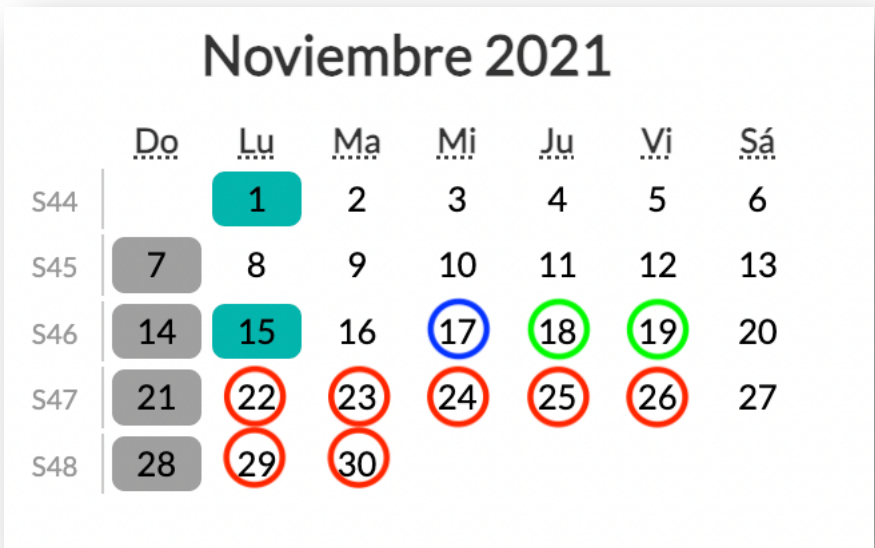 Noviembre 2021
Do Lu Ma Mi Ju Vi Sá
S44 1 2 3 4 5 6
S45 7 8 9 10 11 12 13
S46 14 15 16 17 18 19 20
S47 21 22 23 24 25 26 27
S48 28 29 30